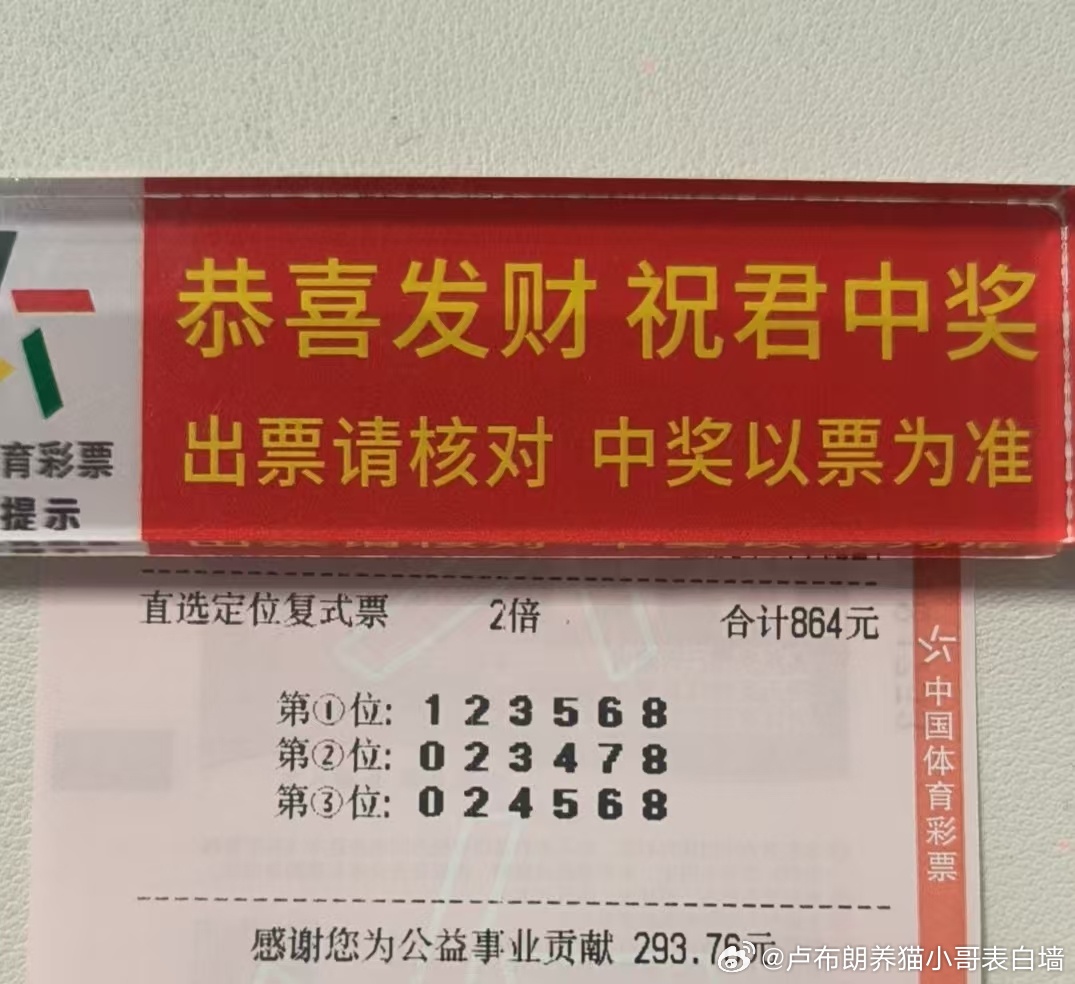 恭喜发财 祝君中奖
出票请核对 中奖以票为准
育彩票
提示
直选定位复式票 2倍 合计864元
第①位: 1 2 3 5 6 8
第②位: 0 2 3 4 7 8
第③位: 0 2 4 5 6 8
感谢您为公益事业贡献 293.76元
中国体育彩票
@卢布朗养猫小哥表白墙